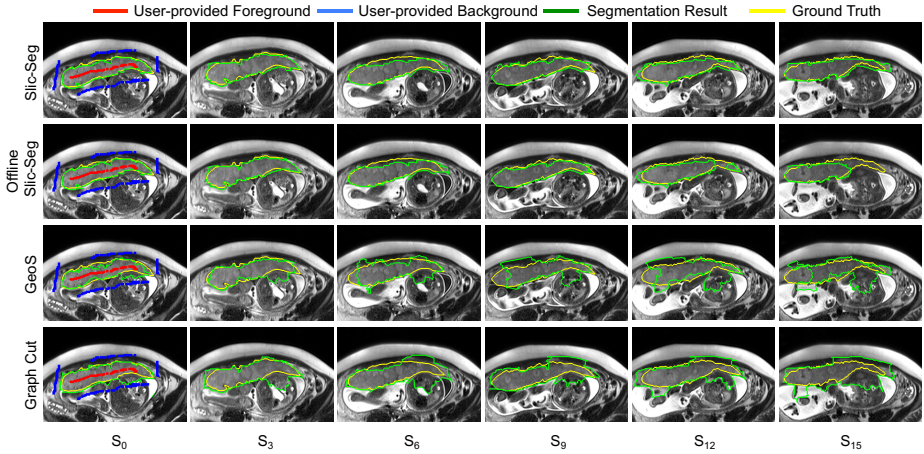 User-provided Foreground User-provided Background Segmentation Result Ground Truth
Slic-Seg
Offline
Slic-Seg
GeoS
Graph Cut
S0 S3 S6 S9 S12 S15